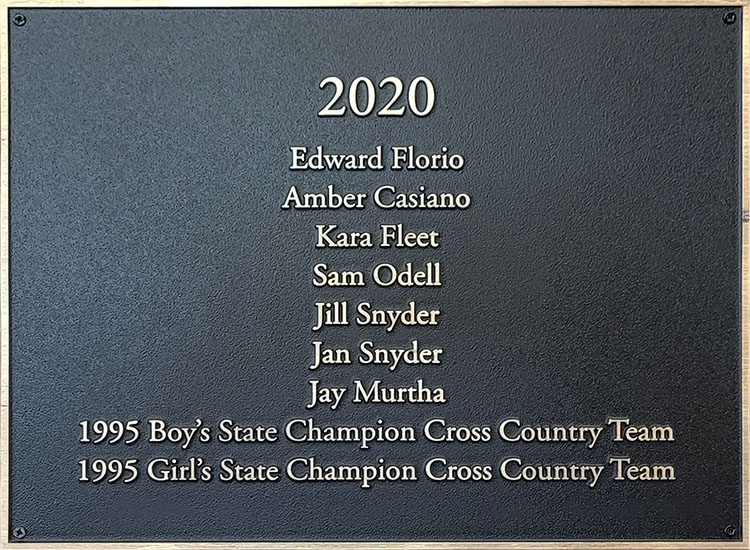 2020
Edward Florio
Amber Casiano
Kara Fleet
Sam Odell
Jill Snyder
Jan Snyder
Jay Murtha
1995 Boy's State Champion Cross Country Team
1995 Girl's State Champion Cross Country Team